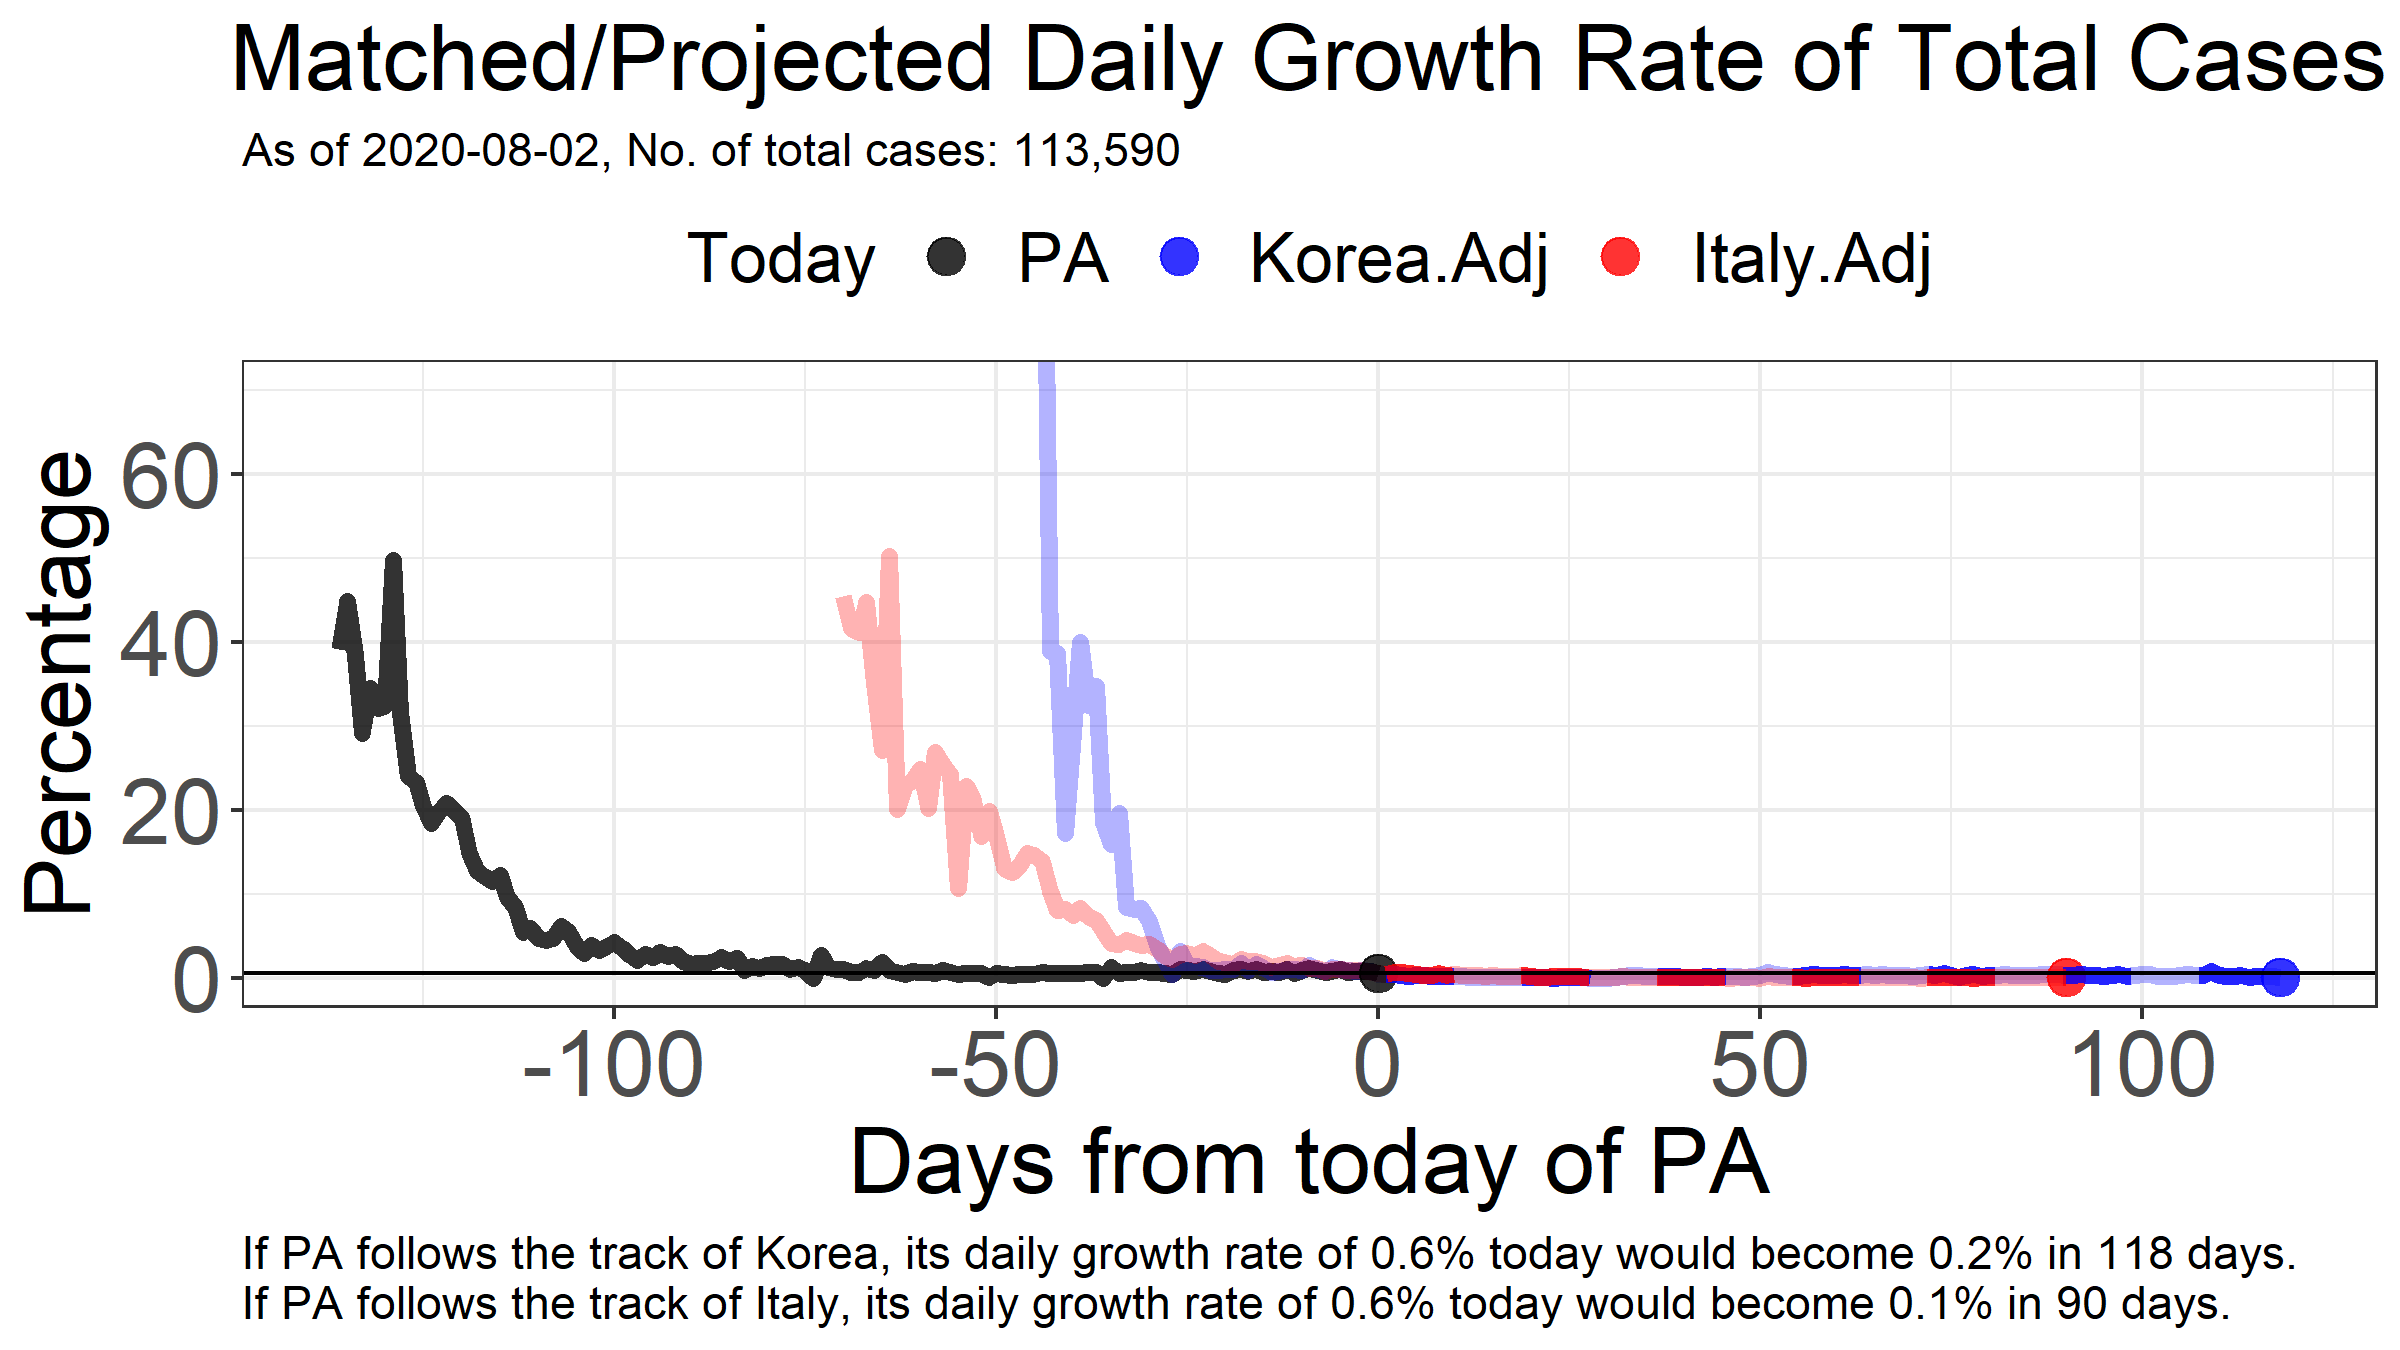 Matched/Projected Daily Growth Rate of Total Cases
As of 2020-08-02, No. of total cases: 113,590
Today PA Korea.Adj Italy.Adj
Percentage
60
40
20
0
-100 -50 0 50 100
Days from today of PA
If PA follows the track of Korea, its daily growth rate of 0.6% today would become 0.2% in 118 days.
If PA follows the track of Italy, its daily growth rate of 0.6% today would become 0.1% in 90 days.